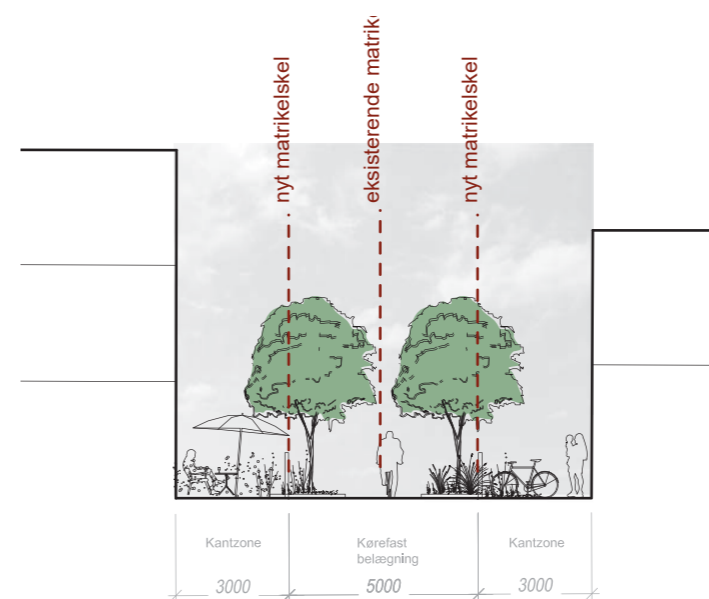 nyt matrikelskel
eksisterende matrik
nyt matrikelskel
Kantzone
Kørefast
belægning
Kantzone
3000
5000
3000